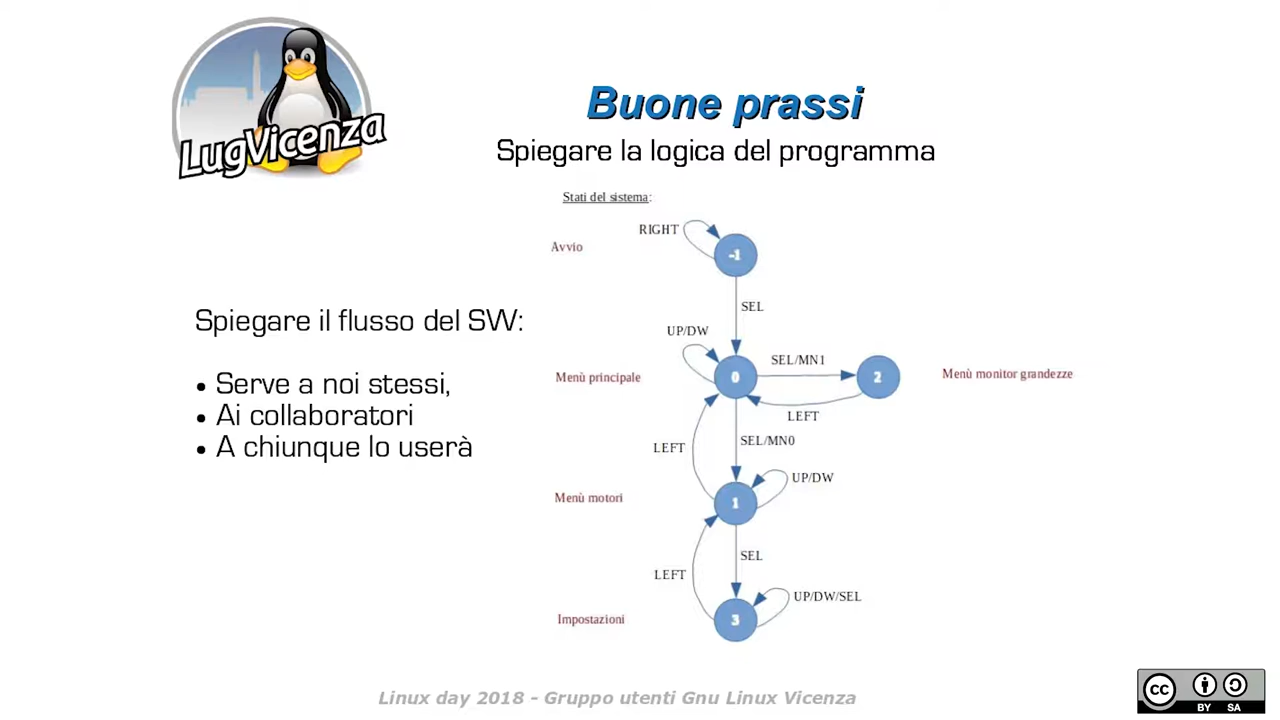 LugVicenza
Buone prassi
Spiegare la logica del programma
Stati del sistema:
RIGHT
Avvio
-1
SEL
Spiegare il flusso del SW:
UP/DW
SEL/MN1
Menù principale
0
2
Menù monitor grandezze
• Serve a noi stessi,
• Ai collaboratori
• A chiunque lo userà
LEFT
LEFT
SEL/MN0
UP/DW
Menù motori
1
SEL
LEFT
UP/DW/SEL
Impostazioni
3
Linux day 2018 - Gruppo utenti Gnu Linux Vicenza
cc
BY SA